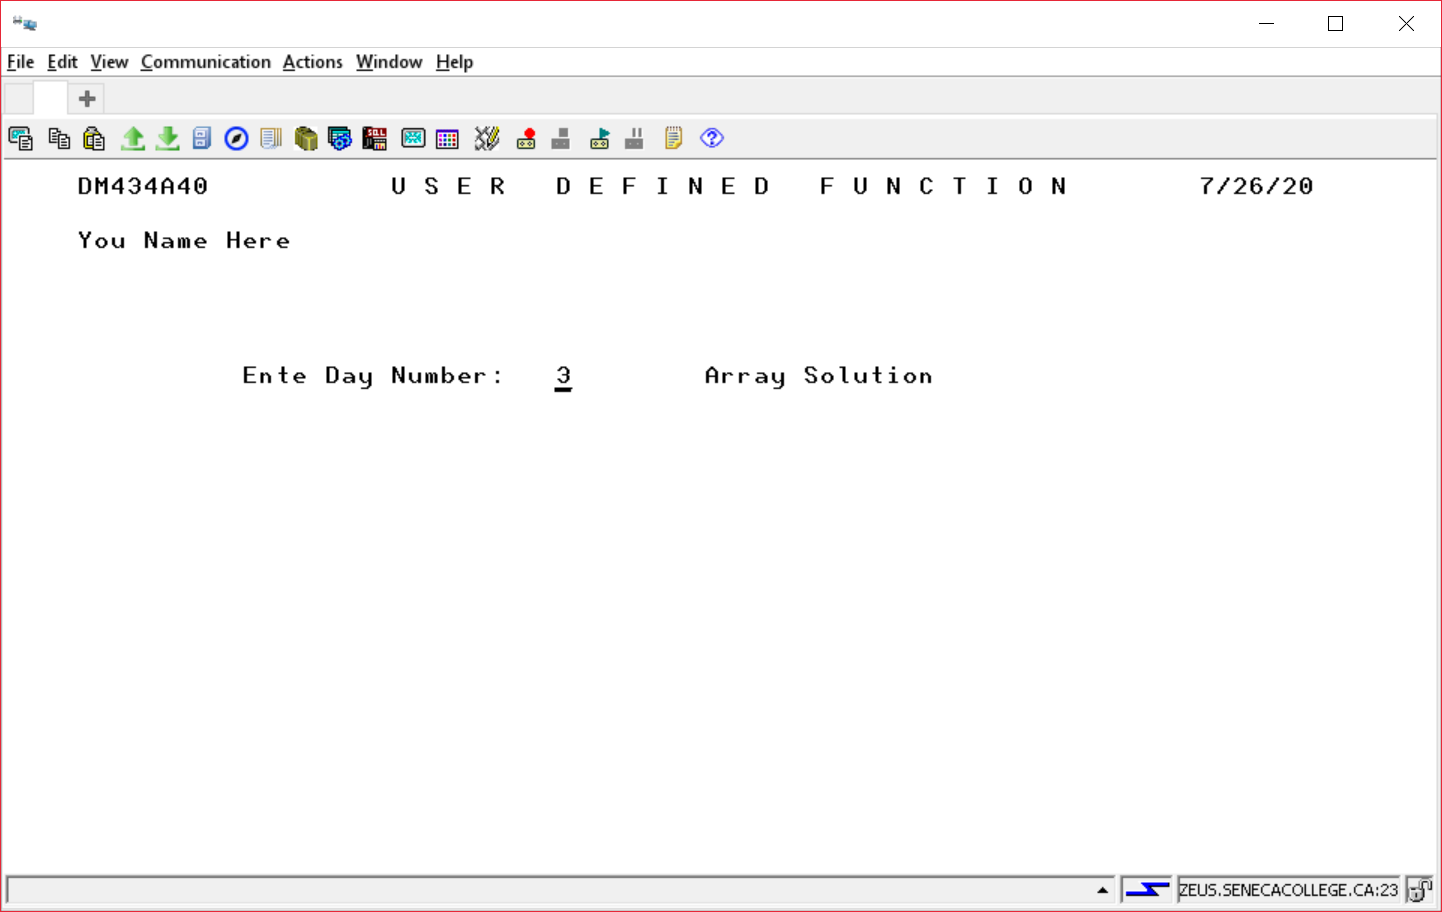 File Edit View Communication Actions Window Help
DM434A40 U S E R D E F I N E D F U N C T I O N 7/26/20
You Name Here
Ente Day Number: 3 Array Solution
ZEUS.SENECACOLLEGE.CA:23